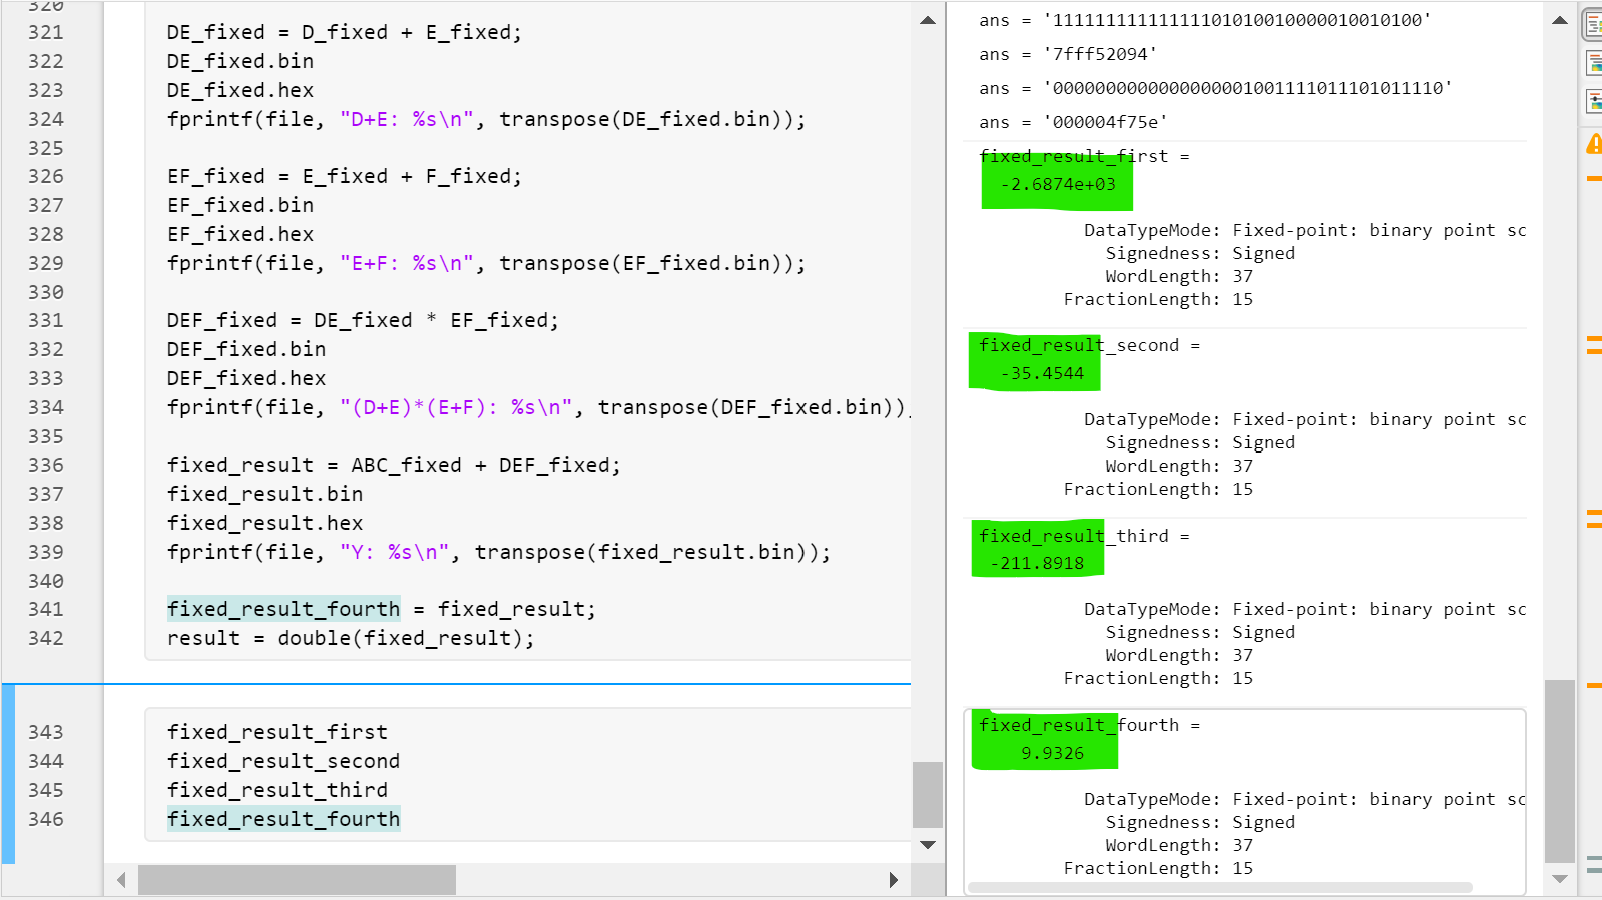 320
321 DE_fixed = D_fixed + E_fixed;
322 DE_fixed.bin
323 DE_fixed.hex
324 fprintf(file, "D+E: %s\n", transpose(DE_fixed.bin));
325
326 EF_fixed = E_fixed + F_fixed;
327 EF_fixed.bin
328 EF_fixed.hex
329 fprintf(file, "E+F: %s\n", transpose(EF_fixed.bin));
330
331 DEF_fixed = DE_fixed * EF_fixed;
332 DEF_fixed.bin
333 DEF_fixed.hex
334 fprintf(file, "(D+E)*(E+F): %s\n", transpose(DEF_fixed.bin))
335
336 fixed_result = ABC_fixed + DEF_fixed;
337 fixed_result.bin
338 fixed_result.hex
339 fprintf(file, "Y: %s\n", transpose(fixed_result.bin));
340
341 fixed_result_fourth = fixed_result;
342 result = double(fixed_result);
343 fixed_result_first
344 fixed_result_second
345 fixed_result_third
346 fixed_result_fourth
ans = '11111111111111101010010000010010100'
ans = '7fff52094'
ans = '0000000000000000001001111011101011110'
ans = '000004f75e'
fixed_result_first =
-2.6874e+03
DataTypeMode: Fixed-point: binary point sc
Signedness: Signed
WordLength: 37
FractionLength: 15
fixed_result_second =
-35.4544
DataTypeMode: Fixed-point: binary point sc
Signedness: Signed
WordLength: 37
FractionLength: 15
fixed_result_third =
-211.8918
DataTypeMode: Fixed-point: binary point sc
Signedness: Signed
WordLength: 37
FractionLength: 15
fixed_result_fourth =
9.9326
DataTypeMode: Fixed-point: binary point sc
Signedness: Signed
WordLength: 37
FractionLength: 15